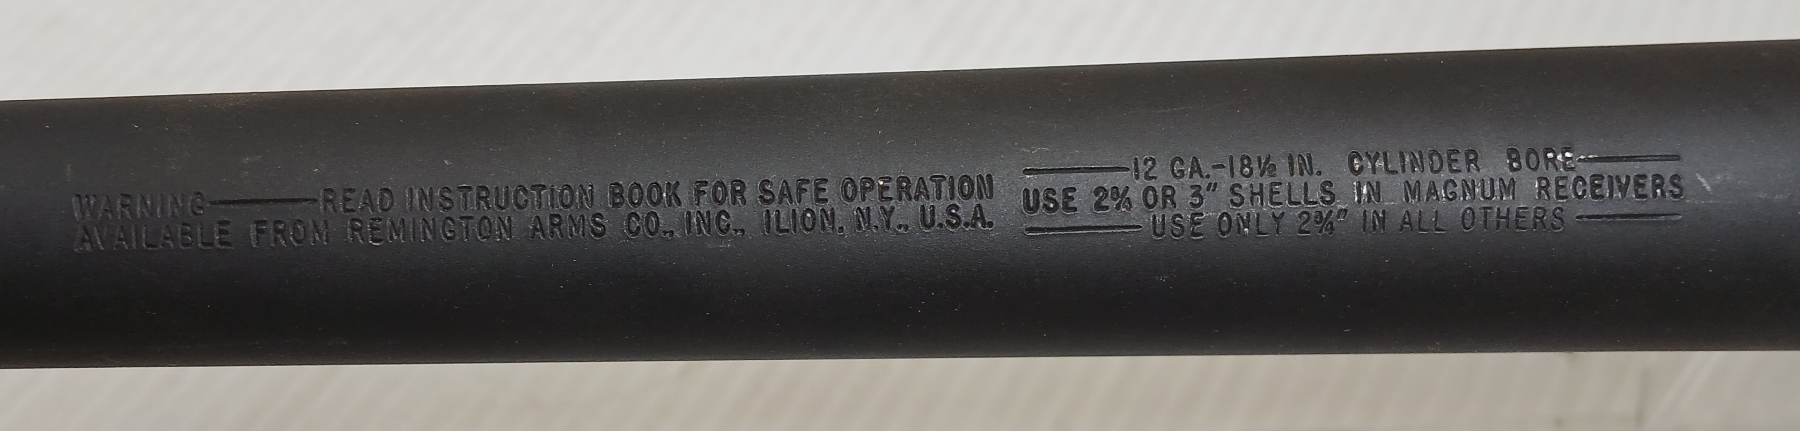 WARNING——READ INSTRUCTION BOOK FOR SAFE OPERATION
AVAILABLE FROM REMINGTON ARMS CO., INC., ILION, N.Y., U.S.A.
——12 GA.-18½ IN. CYLINDER BORE——
USE 2¾ OR 3" SHELLS IN MAGNUM RECEIVERS
——USE ONLY 2¾" IN ALL OTHERS——